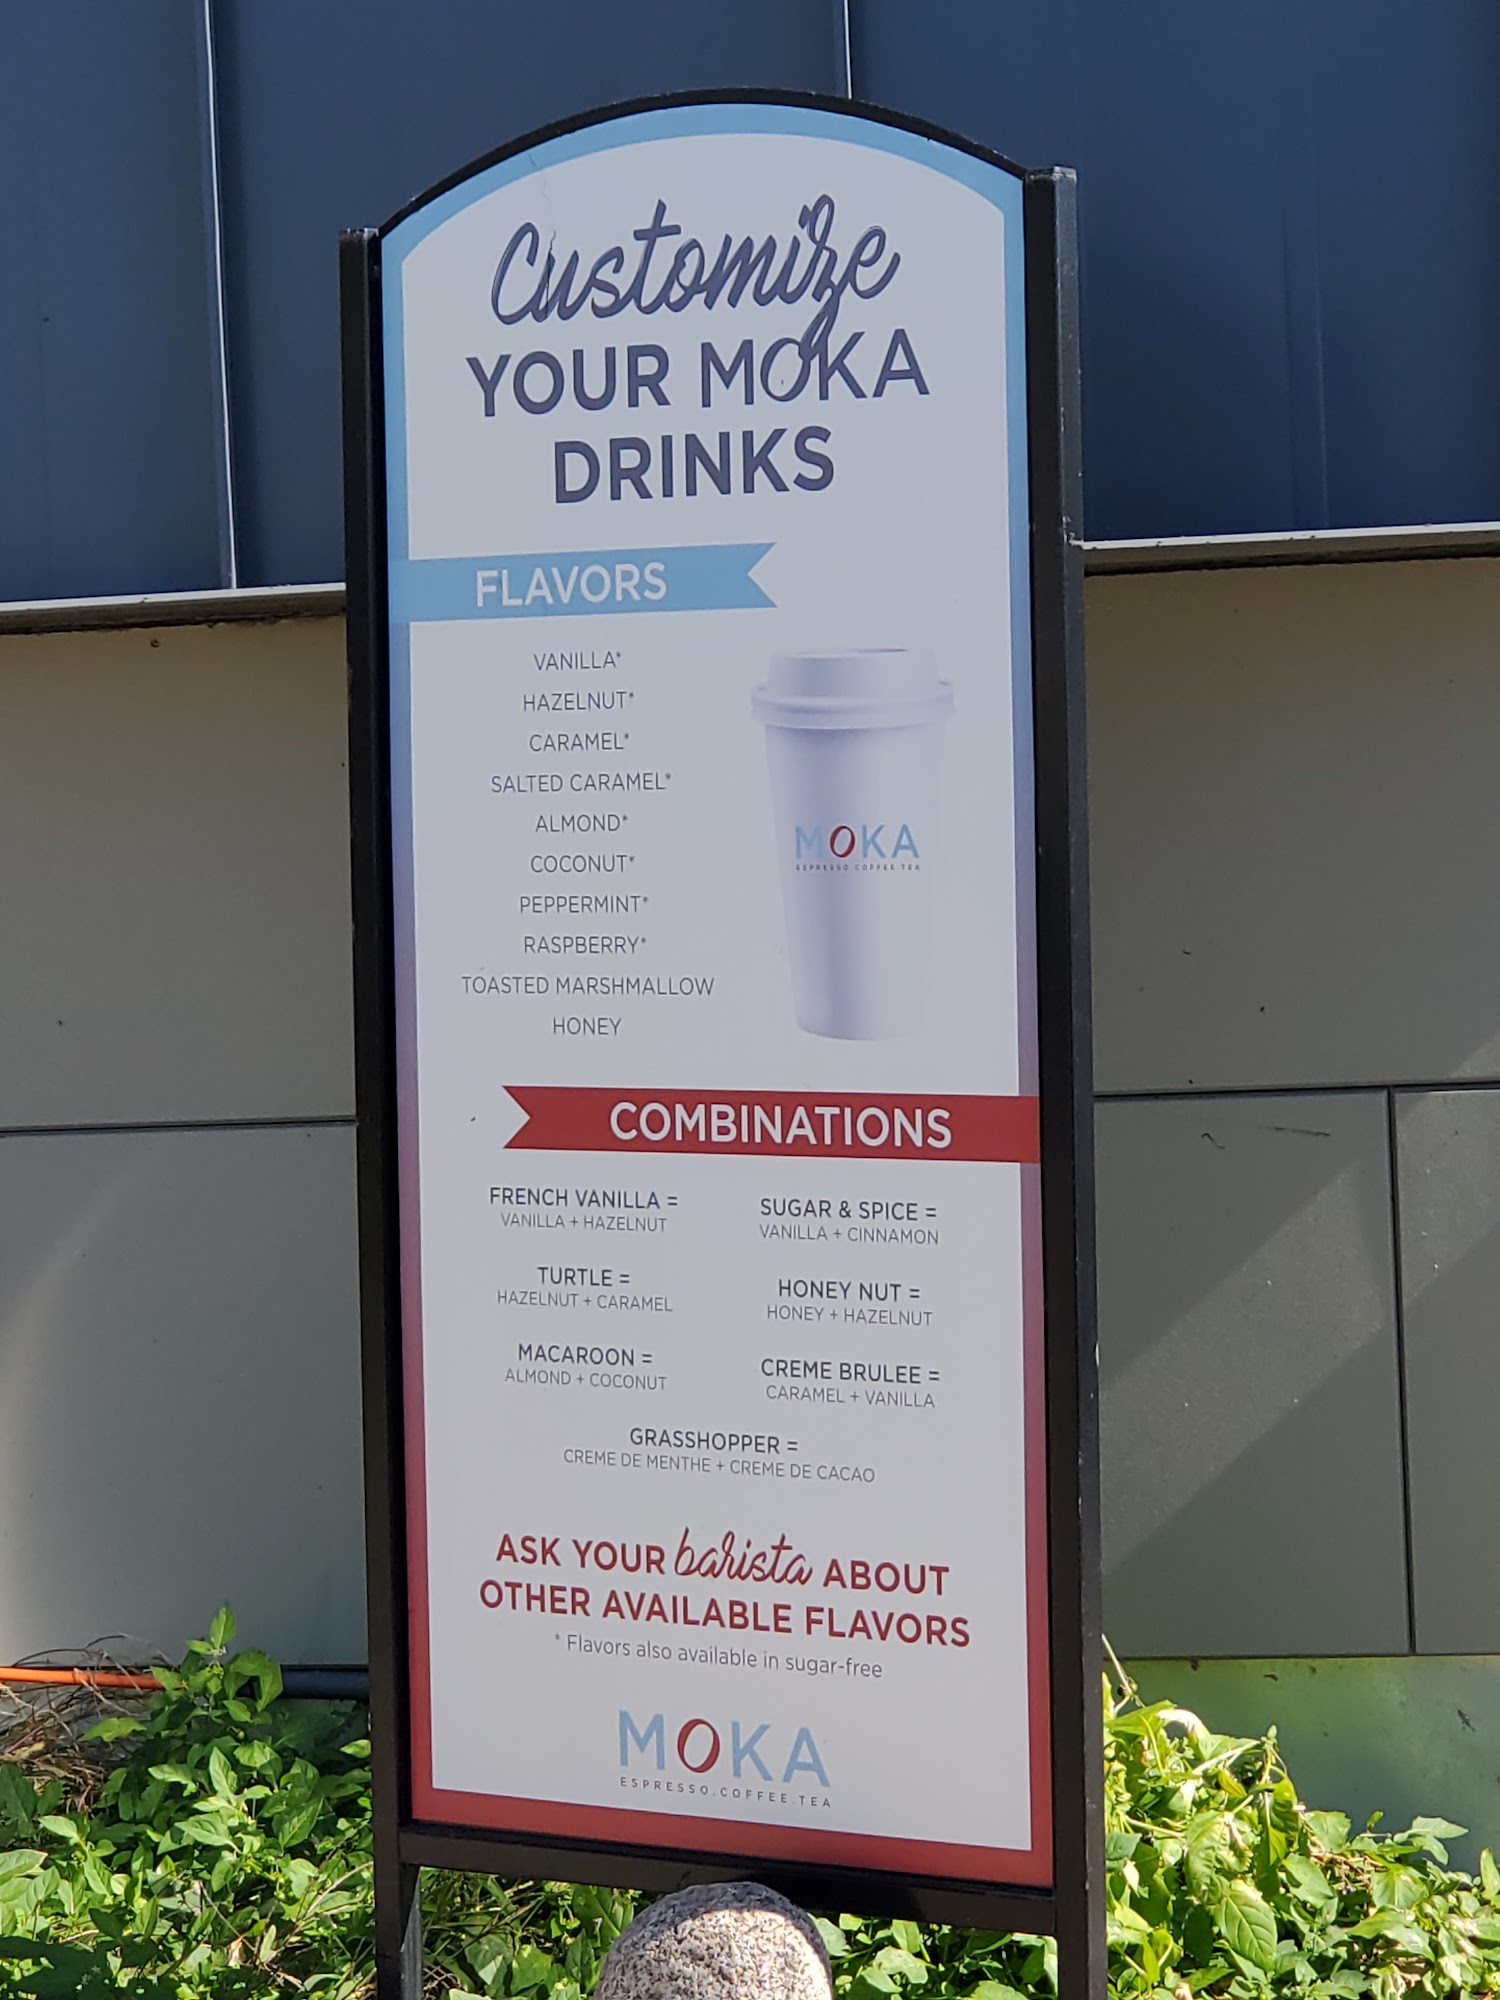 Customize
YOUR MOKA
DRINKS
FLAVORS
VANILLA*
HAZELNUT*
CARAMEL*
SALTED CARAMEL*
ALMOND*
COCONUT*
PEPPERMINT*
RASPBERRY*
TOASTED MARSHMALLOW
HONEY
MOKA
ESPRESSO.COFFEE.TEA
COMBINATIONS
FRENCH VANILLA =
VANILLA + HAZELNUT
SUGAR & SPICE =
VANILLA + CINNAMON
TURTLE =
HAZELNUT + CARAMEL
HONEY NUT =
HONEY + HAZELNUT
MACAROON =
ALMOND + COCONUT
CREME BRULEE =
CARAMEL + VANILLA
GRASSHOPPER =
CREME DE MENTHE + CREME DE CACAO
ASK YOUR barista ABOUT
OTHER AVAILABLE FLAVORS
* Flavors also available in sugar-free
MOKA
ESPRESSO.COFFEE.TEA